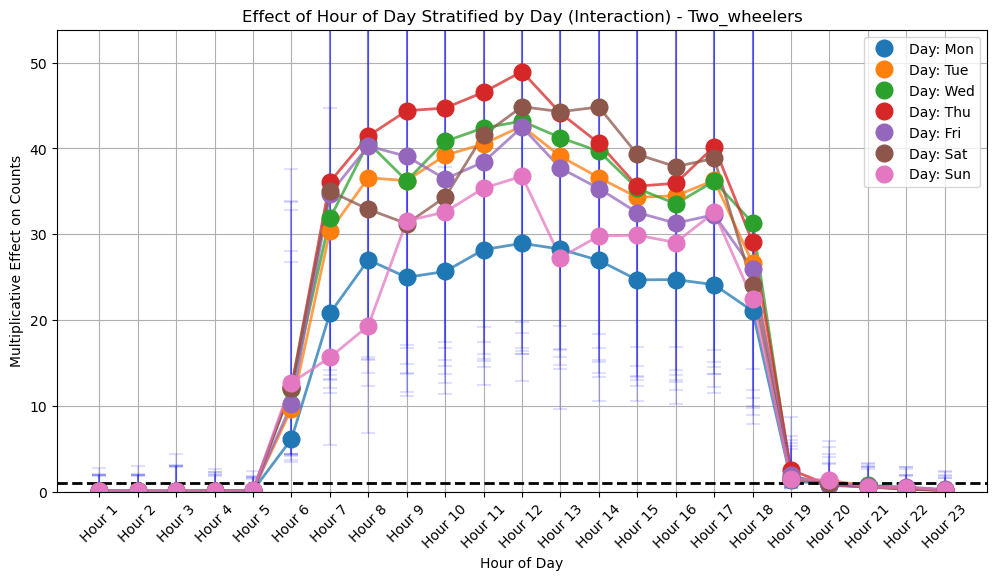 Effect of Hour of Day Stratified by Day (Interaction) - Two_wheelers
Multiplicative Effect on Counts
50
40
30
20
10
0
Day: Mon
Day: Tue
Day: Wed
Day: Thu
Day: Fri
Day: Sat
Day: Sun
Hour 1
Hour 2
Hour 3
Hour 4
Hour 5
Hour 6
Hour 7
Hour 8
Hour 9
Hour 10
Hour 11
Hour 12
Hour 13
Hour 14
Hour 15
Hour 16
Hour 17
Hour 18
Hour 19
Hour 20
Hour 21
Hour 22
Hour 23
Hour of Day